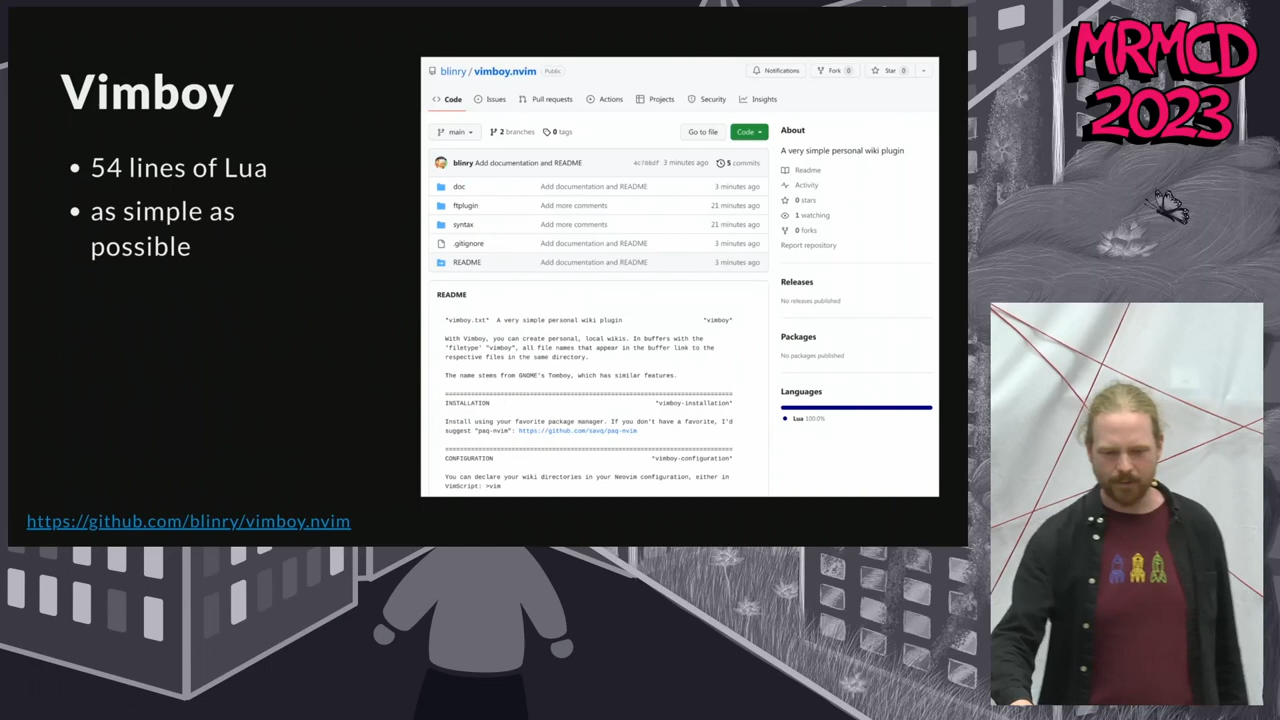 Vimboy
• 54 lines of Lua
• as simple as
possible
https://github.com/blinry/vimboy.nvim
blinry / vimboy.nvim Public
Notifications Fork 0 Star 0
Code Issues Pull requests Actions Projects Security Insights
main 2 branches 0 tags Go to file Code
blinry Add documentation and README 4c708df 3 minutes ago 5 commits
doc Add documentation and README 3 minutes ago
ftplugin Add more comments 21 minutes ago
syntax Add more comments 21 minutes ago
.gitignore Add documentation and README 3 minutes ago
README Add documentation and README 3 minutes ago
README
*vimboy.txt* A very simple personal wiki plugin *vimboy*
With Vimboy, you can create personal, local wikis. In buffers with the
'filetype' "vimboy", all file names that appear in the buffer link to the
respective files in the same directory.
The name stems from GNOME's Tomboy, which has similar features.
==============================================================================
INSTALLATION *vimboy-installation*
Install using your favorite package manager. If you don't have a favorite, I'd
suggest "paq-nvim": https://github.com/savq/paq-nvim
==============================================================================
CONFIGURATION *vimboy-configuration*
You can declare your wiki directories in your Neovim configuration, either in
VimScript: >vim
About
A very simple personal wiki plugin
Readme
Activity
0 stars
1 watching
0 forks
Report repository
Releases
No releases published
Packages
No packages published
Languages
Lua 100.0%
MRMCD
2023